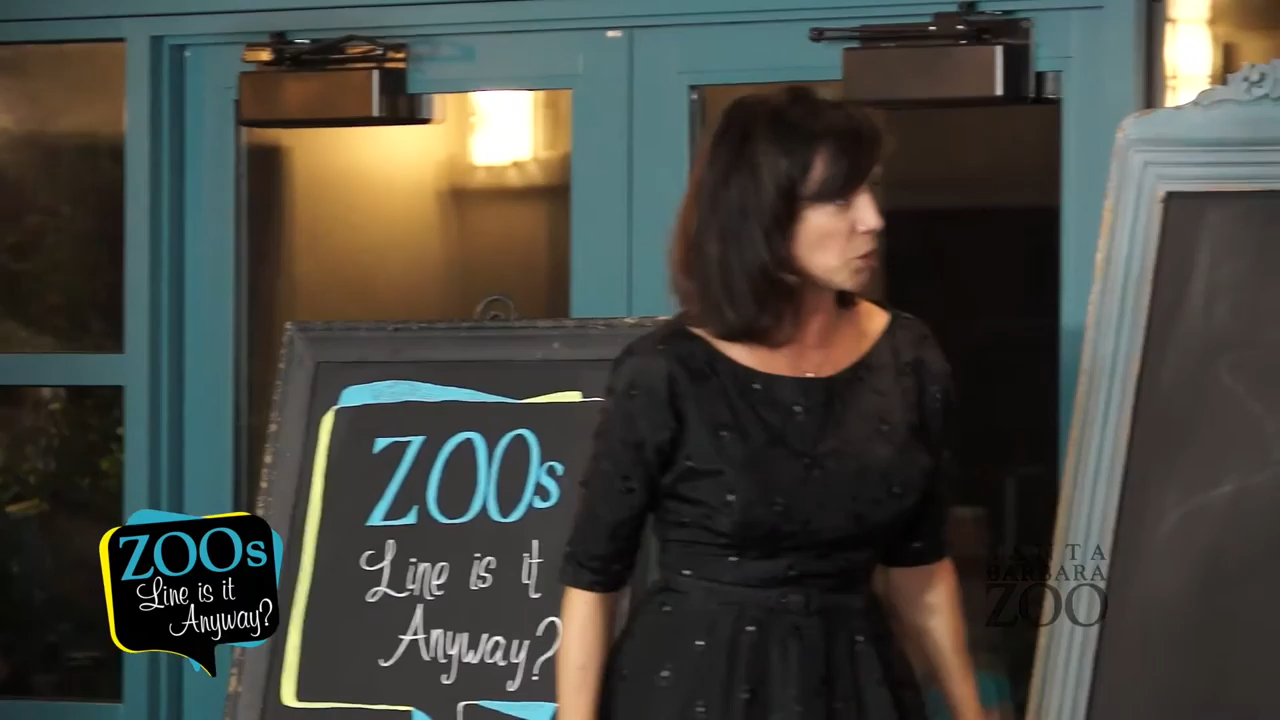 ZOOs
Line is it
Anyway?
ZOOs
Line is it
Anyway?
SANTA
BARBARA
ZOO